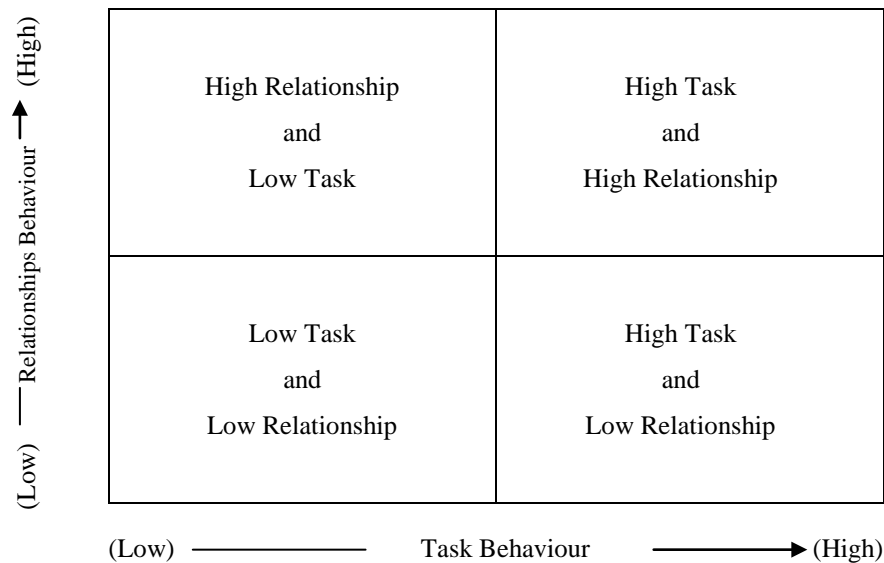 (Low) Relationships Behaviour (High)
High Relationship
and
Low Task
High Task
and
High Relationship
Low Task
and
Low Relationship
High Task
and
Low Relationship
(Low) Task Behaviour (High)